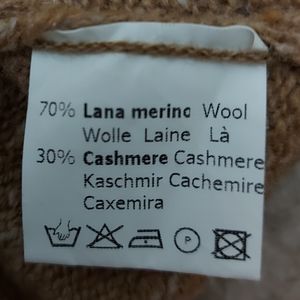 70% Lana merino Wool
Wolle Laine Là
30% Cashmere Cashmere
Kaschmir Cachemire
Caxemira
P